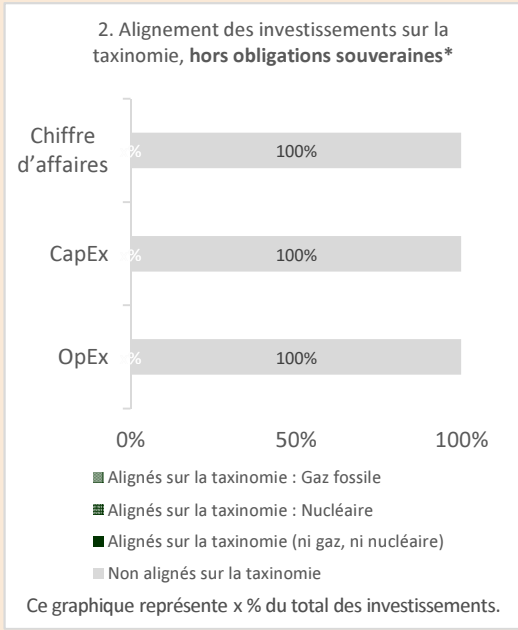 2. Alignement des investissements sur la
taxinomie, hors obligations souveraines*
Chiffre
d’affaires
100%
CapEx
100%
OpEx
100%
0%
50%
100%
Alignés sur la taxinomie : Gaz fossile
Alignés sur la taxinomie : Nucléaire
Alignés sur la taxinomie (ni gaz, ni nucléaire)
Non alignés sur la taxinomie
Ce graphique représente x % du total des investissements.